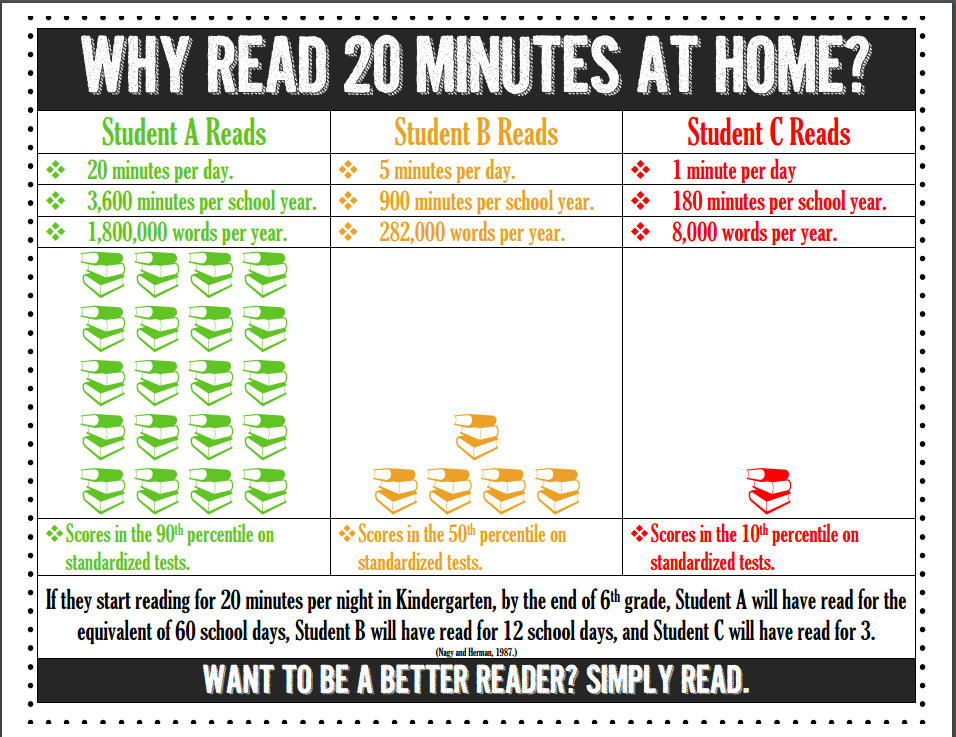 WHY READ 20 MINUTES AT HOME?
Student A Reads
Student B Reads
Student C Reads
20 minutes per day.
5 minutes per day.
1 minute per day
3,600 minutes per school year.
900 minutes per school year.
180 minutes per school year.
1,800,000 words per year.
282,000 words per year.
8,000 words per year.
Scores in the 90th percentile on
standardized tests.
Scores in the 50th percentile on
standardized tests.
Scores in the 10th percentile on
standardized tests.
If they start reading for 20 minutes per night in Kindergarten, by the end of 6th grade, Student A will have read for the
equivalent of 60 school days, Student B will have read for 12 school days, and Student C will have read for 3.
(Nagy and Herman, 1987.)
WANT TO BE A BETTER READER? SIMPLY READ.